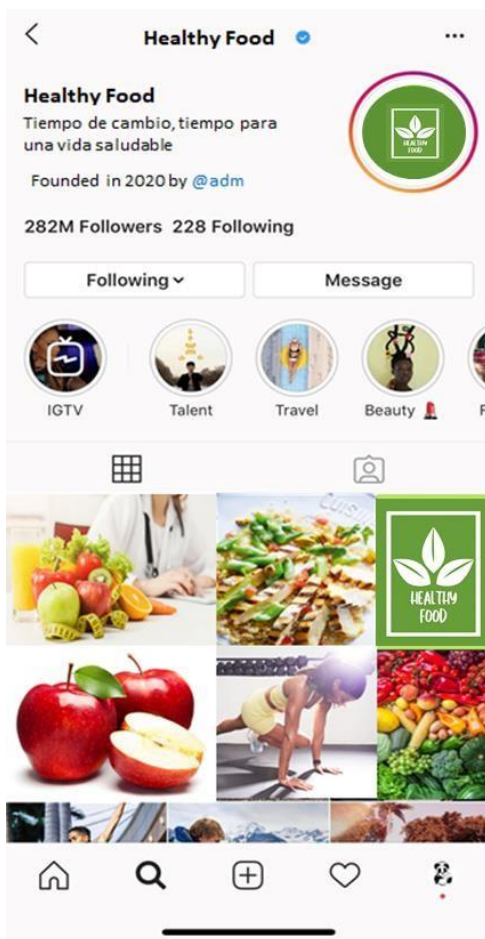 Healthy Food
Healthy Food
Tiempo de cambio, tiempo para
una vida saludable
Founded in 2020 by @adm
HEALTHY
FOOD
282M Followers 228 Following
Following
Message
IGTV
Talent
Travel
Beauty
HEALTHY
FOOD